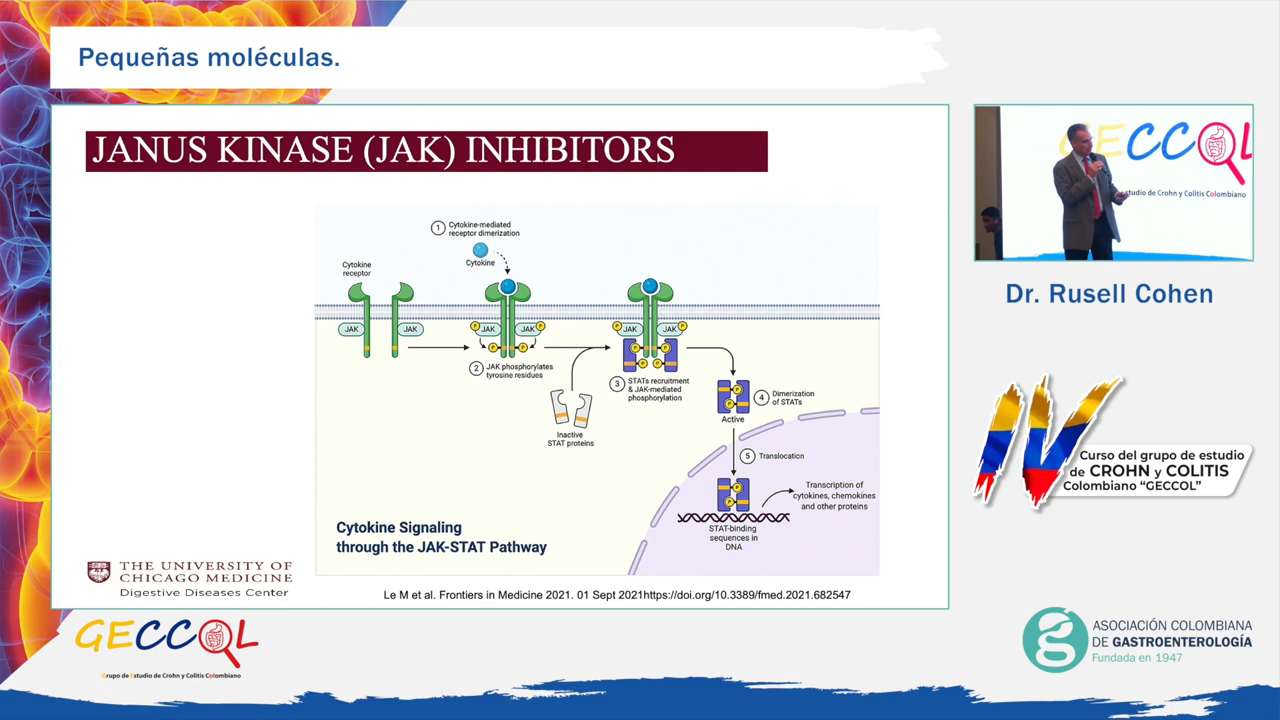 Pequeñas moléculas.
JANUS KINASE (JAK) INHIBITORS
1
Cytokine-mediated
receptor dimerization
Cytokine
Cytokine
receptor
JAK
JAK
P
JAK
JAK
P
P
P
2
JAK phosphorylates
tyrosine residues
Inactive
STAT proteins
P
JAK
JAK
P
P
P
P
P
3
STATs recruitment
& JAK-mediated
phosphorylation
P
P
Active
4
Dimerization
of STATs
5
Translocation
P
P
Transcription of
cytokines, chemokines
and other proteins
STAT-binding
sequences in
DNA
Cytokine Signaling
through the JAK-STAT Pathway
THE UNIVERSITY OF
CHICAGO MEDICINE
Digestive Diseases Center
Le M et al. Frontiers in Medicine 2021. 01 Sept 2021https://doi.org/10.3389/fmed.2021.682547
GECCOL
studio de Crohn y Colitis Colombiano
Dr. Rusell Cohen
IV
Curso del grupo de estudio
de CROHN y COLITIS
Colombiano “GECCOL”
GECCOL
Grupo de Estudio de Crohn y Colitis Colombiano
ASOCIACIÓN COLOMBIANA
DE GASTROENTEROLOGÍA
Fundada en 1947